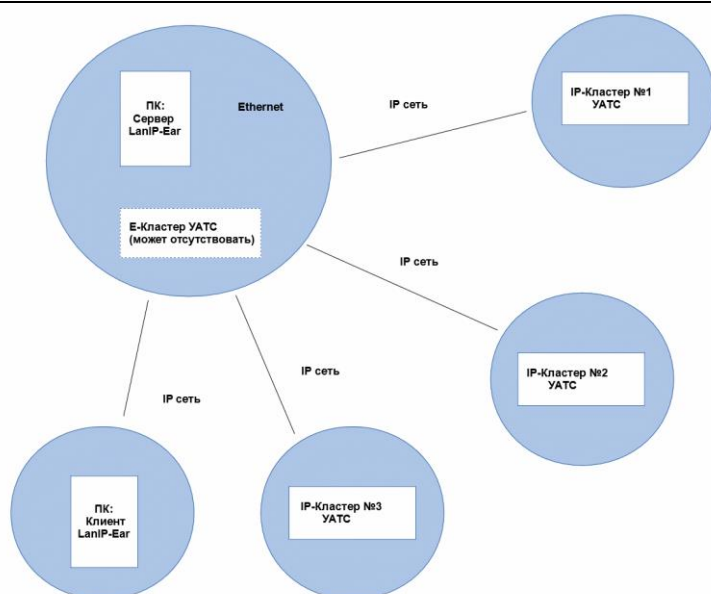 ПК:
Сервер
LanIP-Ear
Ethernet
IP сеть
IP-Кластер №1
УАТС
Е-Кластер УАТС
(может отсутствовать)
IP сеть
IP-Кластер №2
УАТС
IP сеть
IP сеть
ПК:
Клиент
LanIP-Ear
IP-Кластер №3
УАТС